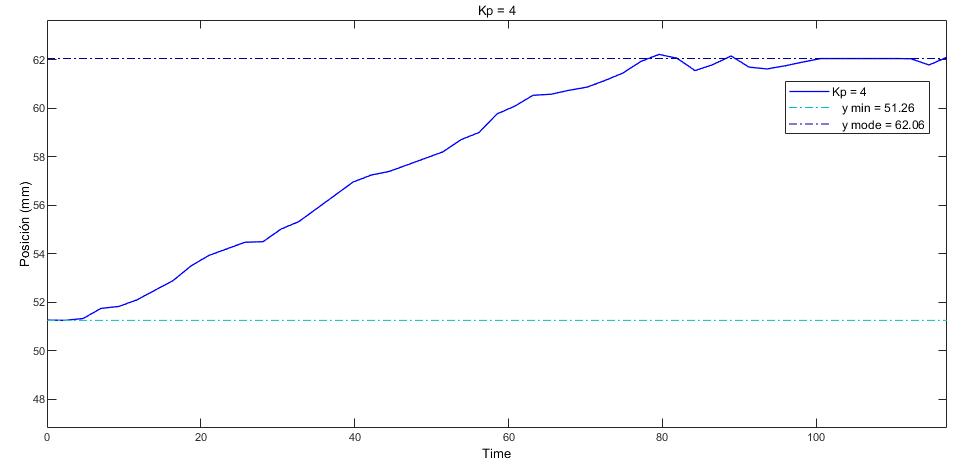 Kp = 4
62
60
58
56
54
52
50
48
Posición (mm)
Kp = 4
y min = 51.26
y mode = 62.06
0
20
40
60
80
100
Time